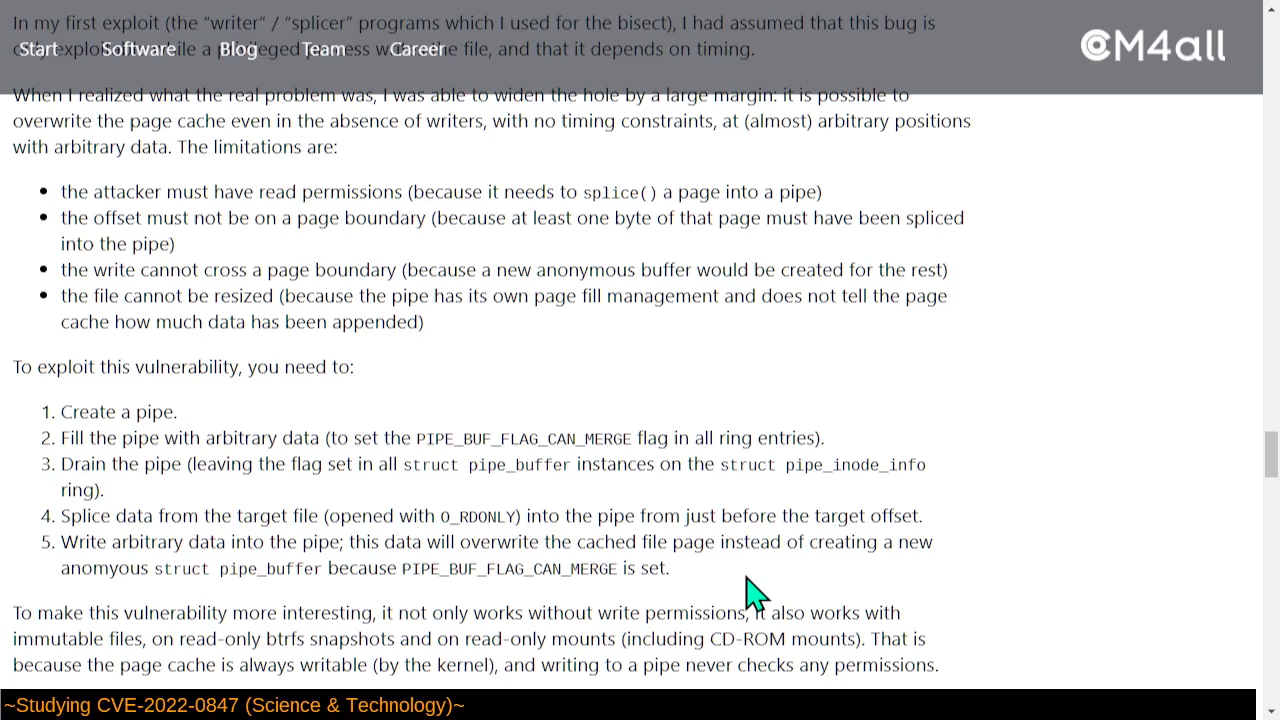 In my first exploit (the “writer” / “splicer” programs which I used for the bisect), I had assumed that this bug is
while a privileged process the file, and that it depends on timing.
Start Software Blog Team Career
CM4all
When I realized what the real problem was, I was able to widen the hole by a large margin: it is possible to
overwrite the page cache even in the absence of writers, with no timing constraints, at (almost) arbitrary positions
with arbitrary data. The limitations are:
• the attacker must have read permissions (because it needs to splice() a page into a pipe)
• the offset must not be on a page boundary (because at least one byte of that page must have been spliced
into the pipe)
• the write cannot cross a page boundary (because a new anonymous buffer would be created for the rest)
• the file cannot be resized (because the pipe has its own page fill management and does not tell the page
cache how much data has been appended)
To exploit this vulnerability, you need to:
1. Create a pipe.
2. Fill the pipe with arbitrary data (to set the PIPE_BUF_FLAG_CAN_MERGE flag in all ring entries).
3. Drain the pipe (leaving the flag set in all struct pipe_buffer instances on the struct pipe_inode_info
ring).
4. Splice data from the target file (opened with O_RDONLY) into the pipe from just before the target offset.
5. Write arbitrary data into the pipe; this data will overwrite the cached file page instead of creating a new
anomyous struct pipe_buffer because PIPE_BUF_FLAG_CAN_MERGE is set.
To make this vulnerability more interesting, it not only works without write permissions, it also works with
immutable files, on read-only btrfs snapshots and on read-only mounts (including CD-ROM mounts). That is
because the page cache is always writable (by the kernel), and writing to a pipe never checks any permissions.
~Studying CVE-2022-0847 (Science & Technology)~